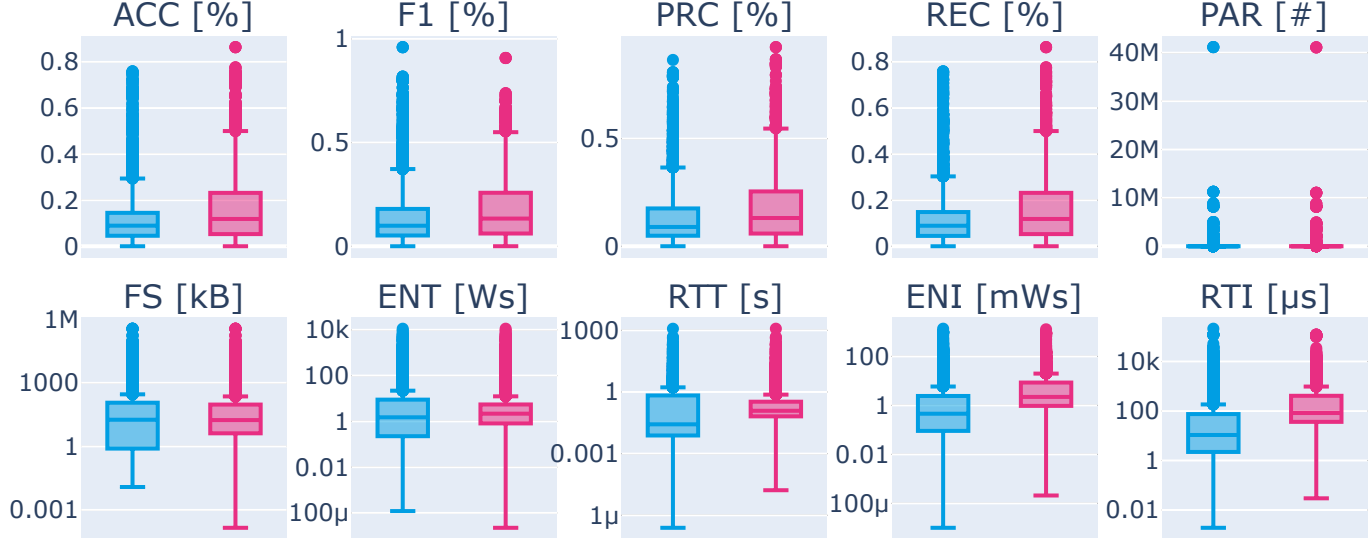 ACC [%] F1 [%] PRC [%] REC [%] PAR [#]
0.8
0.6
0.4
0.2
0
1
0.5
0
0.5
0
0.8
0.6
0.4
0.2
0
40M
30M
20M
10M
0
FS [kB] ENT [Ws] RTT [s] ENI [mWs] RTI [μs]
1M
1000
1
0.001
10k
100
1
0.01
100μ
1000
1
0.001
1μ
100
1
0.01
100μ
10k
100
1
0.01